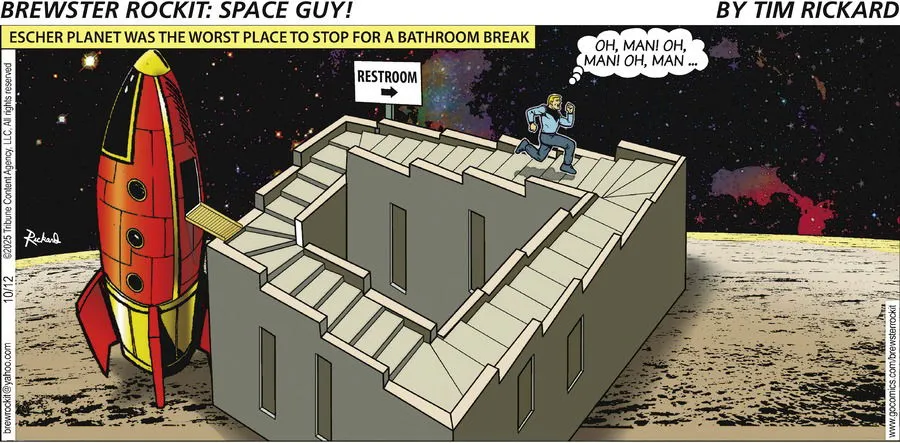 BREWSTER ROCKIT: SPACE GUY!
BY TIM RICKARD
ESCHER PLANET WAS THE WORST PLACE TO STOP FOR A BATHROOM BREAK
OH, MAN! OH,
MAN! OH, MAN ...
RESTROOM
Rickard
©2025 Tribune Content Agency, LLC. All rights reserved
10/12
brewrockit@yahoo.com
www.gocomics.com/brewsterrockit